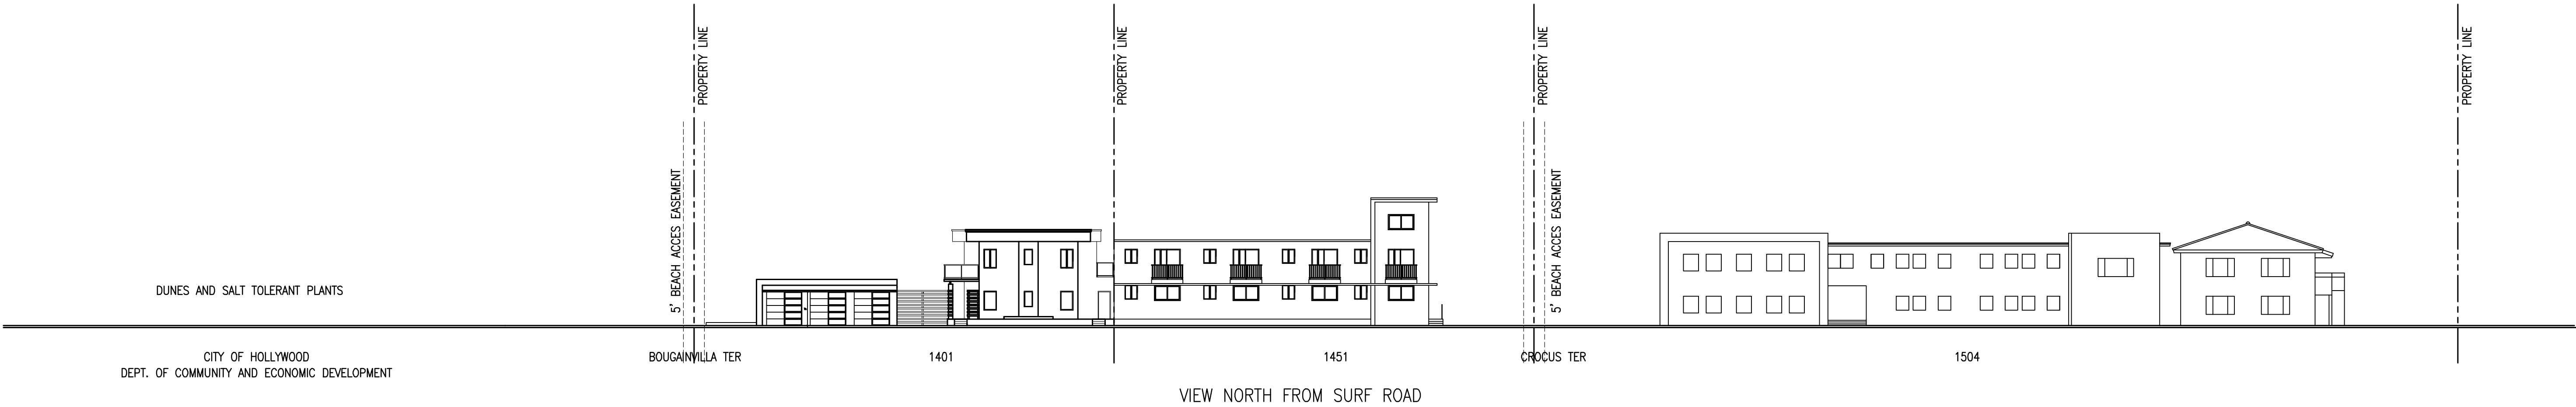 PROPERTY LINE
PROPERTY LINE
PROPERTY LINE
PROPERTY LINE
5' BEACH ACCES EASEMENT
5' BEACH ACCES EASEMENT
DUNES AND SALT TOLERANT PLANTS
CITY OF HOLLYWOOD
DEPT. OF COMMUNITY AND ECONOMIC DEVELOPMENT
BOUGAINVILLA TER
1401
1451
CROCUS TER
1504
VIEW NORTH FROM SURF ROAD